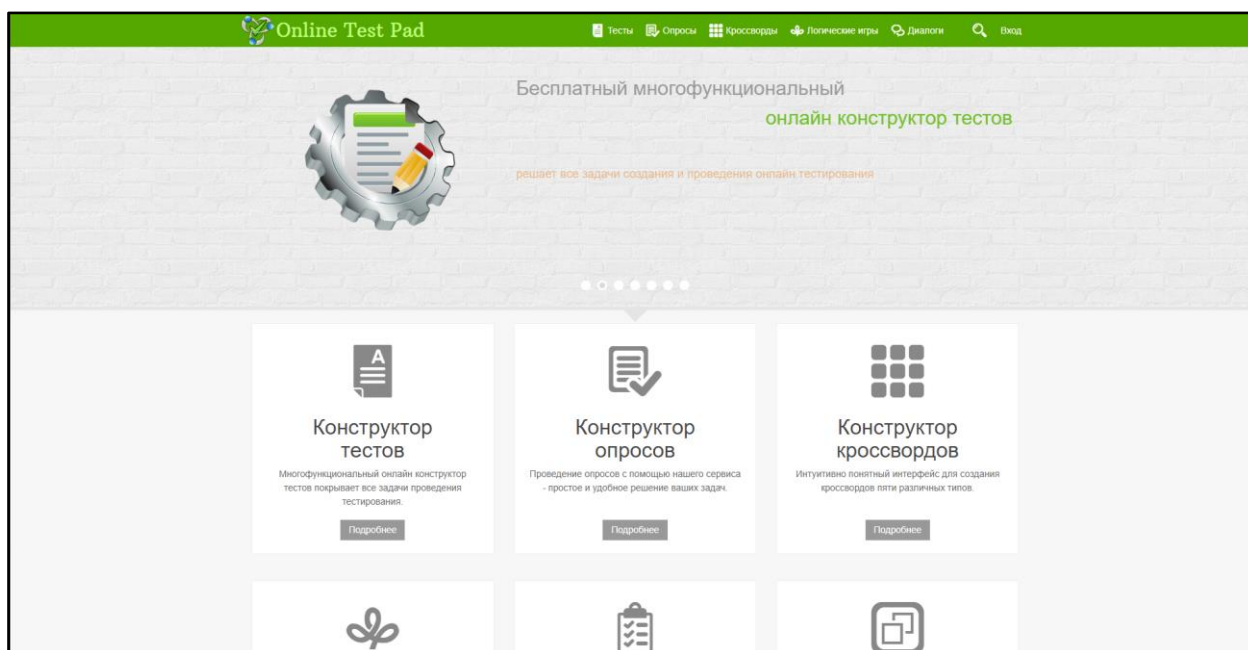 Online Test Pad
Тесты Опросы Кроссворды Логические игры Диалоги Вход
Бесплатный многофункциональный
онлайн конструктор тестов
решает все задачи создания и проведения онлайн тестирования
A
Конструктор
тестов
Многофункциональный онлайн конструктор
тестов покрывает все задачи проведения
тестирования.
Подробнее
Конструктор
опросов
Проведение опросов с помощью нашего сервиса
- простое и удобное решение ваших задач.
Подробнее
Конструктор
кроссвордов
Интуитивно понятный интерфейс для создания
кроссвордов пяти различных типов.
Подробнее